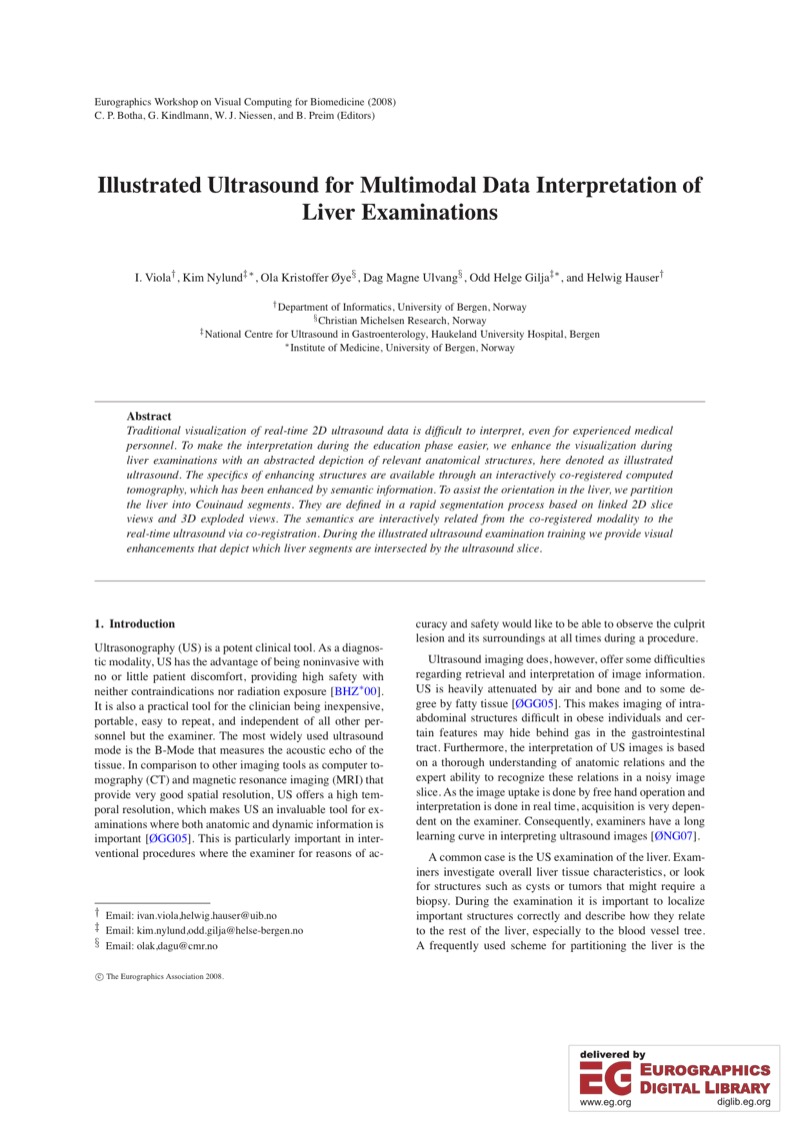 Eurographics Workshop on Visual Computing for Biomedicine (2008)
C. P. Botha, G. Kindlmann, W. J. Niessen, and B. Preim (Editors)
Illustrated Ultrasound for Multimodal Data Interpretation of
Liver Examinations
I. Viola†, Kim Nylund‡*, Ola Kristoffer Øye§, Dag Magne Ulvang§, Odd Helge Gilja‡*, and Helwig Hauser†
†Department of Informatics, University of Bergen, Norway
§Christian Michelsen Research, Norway
‡National Centre for Ultrasound in Gastroenterology, Haukeland University Hospital, Bergen
*Institute of Medicine, University of Bergen, Norway
Abstract
Traditional visualization of real-time 2D ultrasound data is difficult to interpret, even for experienced medical
personnel. To make the interpretation during the education phase easier, we enhance the visualization during
liver examinations with an abstracted depiction of relevant anatomical structures, here denoted as illustrated
ultrasound. The specifics of enhancing structures are available through an interactively co-registered computed
tomography, which has been enhanced by semantic information. To assist the orientation in the liver, we partition
the liver into Couinaud segments. They are defined in a rapid segmentation process based on linked 2D slice
views and 3D exploded views. The semantics are interactively related from the co-registered modality to the
real-time ultrasound via co-registration. During the illustrated ultrasound examination training we provide visual
enhancements that depict which liver segments are intersected by the ultrasound slice.
1. Introduction
Ultrasonography (US) is a potent clinical tool. As a diagnos-
tic modality, US has the advantage of being noninvasive with
no or little patient discomfort, providing high safety with
neither contraindications nor radiation exposure [BHZ*00].
It is also a practical tool for the clinician being inexpensive,
portable, easy to repeat, and independent of all other per-
sonnel but the examiner. The most widely used ultrasound
mode is the B-Mode that measures the acoustic echo of the
tissue. In comparison to other imaging tools as computer to-
mography (CT) and magnetic resonance imaging (MRI) that
provide very good spatial resolution, US offers a high tem-
poral resolution, which makes US an invaluable tool for ex-
aminations where both anatomic and dynamic information is
important [ØGG05]. This is particularly important in inter-
ventional procedures where the examiner for reasons of ac-
† Email: ivan.viola,helwig.hauser@uib.no
‡ Email: kim.nylund,odd.gilja@helse-bergen.no
§ Email: olak,dagu@cmr.no
© The Eurographics Association 2008.
curacy and safety would like to be able to observe the culprit
lesion and its surroundings at all times during a procedure.
Ultrasound imaging does, however, offer some difficulties
regarding retrieval and interpretation of image information.
US is heavily attenuated by air and bone and to some de-
gree by fatty tissue [ØGG05]. This makes imaging of intra-
abdominal structures difficult in obese individuals and cer-
tain features may hide behind gas in the gastrointestinal
tract. Furthermore, the interpretation of US images is based
on a thorough understanding of anatomic relations and the
expert ability to recognize these relations in a noisy image
slice. As the image uptake is done by free hand operation and
interpretation is done in real time, acquisition is very depen-
dent on the examiner. Consequently, examiners have a long
learning curve in interpreting ultrasound images [ØNG07].
A common case is the US examination of the liver. Exam-
iners investigate overall liver tissue characteristics, or look
for structures such as cysts or tumors that might require a
biopsy. During the examination it is important to localize
important structures correctly and describe how they relate
to the rest of the liver, especially to the blood vessel tree.
A frequently used scheme for partitioning the liver is the
delivered by
EG EUROGRAPHICS
DIGITAL LIBRARY
www.eg.org diglib.eg.org